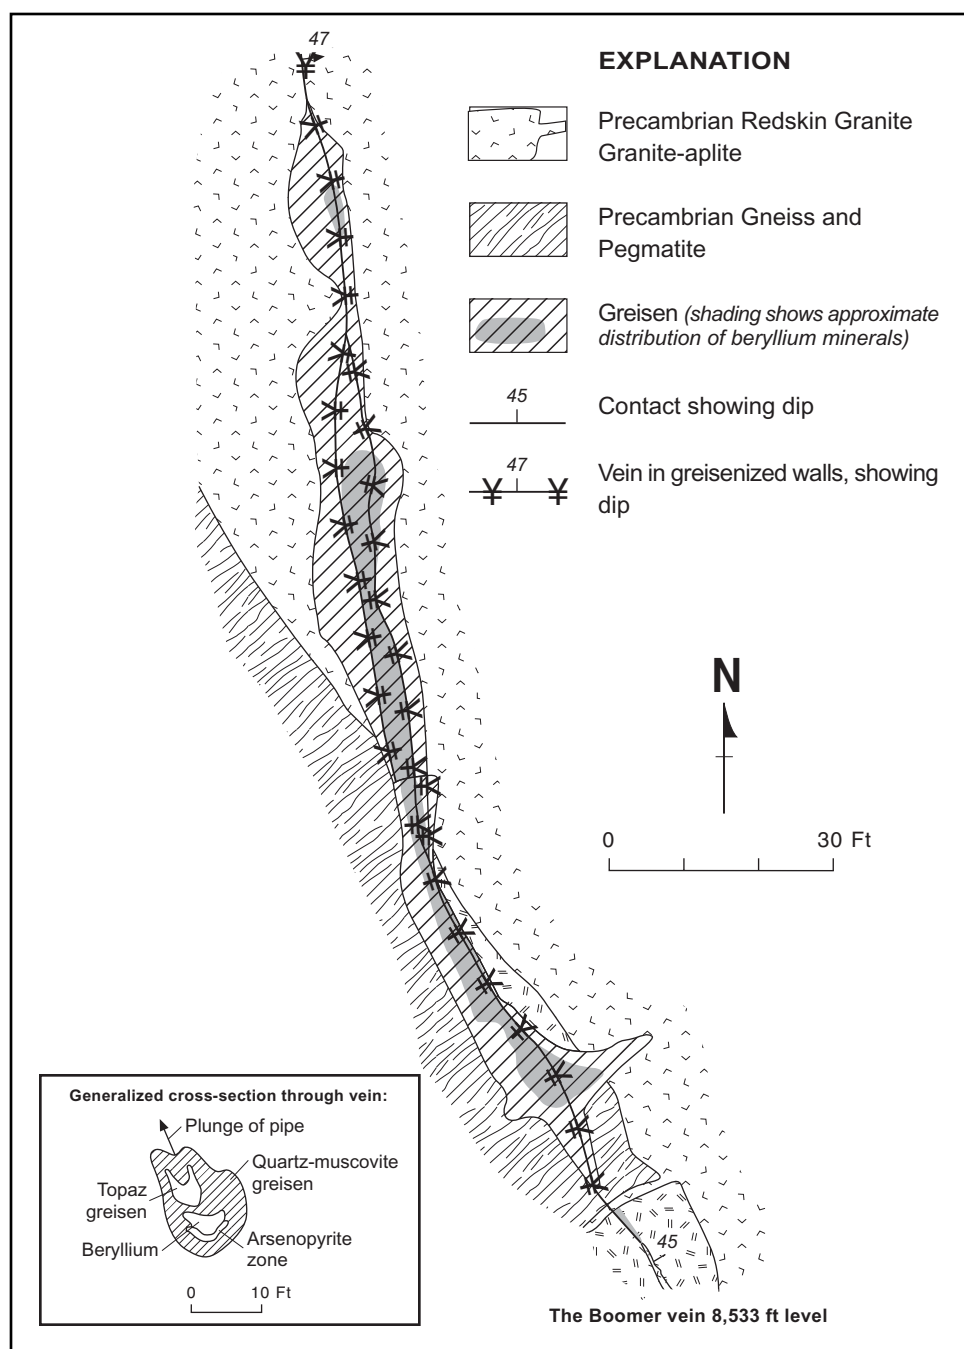 47
EXPLANATION
Precambrian Redskin Granite
Granite-aplite
Precambrian Gneiss and
Pegmatite
Greisen (shading shows approximate
distribution of beryllium minerals)
45
Contact showing dip
47
Vein in greisenized walls, showing
dip
N
0 30 Ft
45
The Boomer vein 8,533 ft level
Generalized cross-section through vein:
Plunge of pipe
Quartz-muscovite
greisen
Topaz
greisen
Beryllium
Arsenopyrite
zone
0 10 Ft